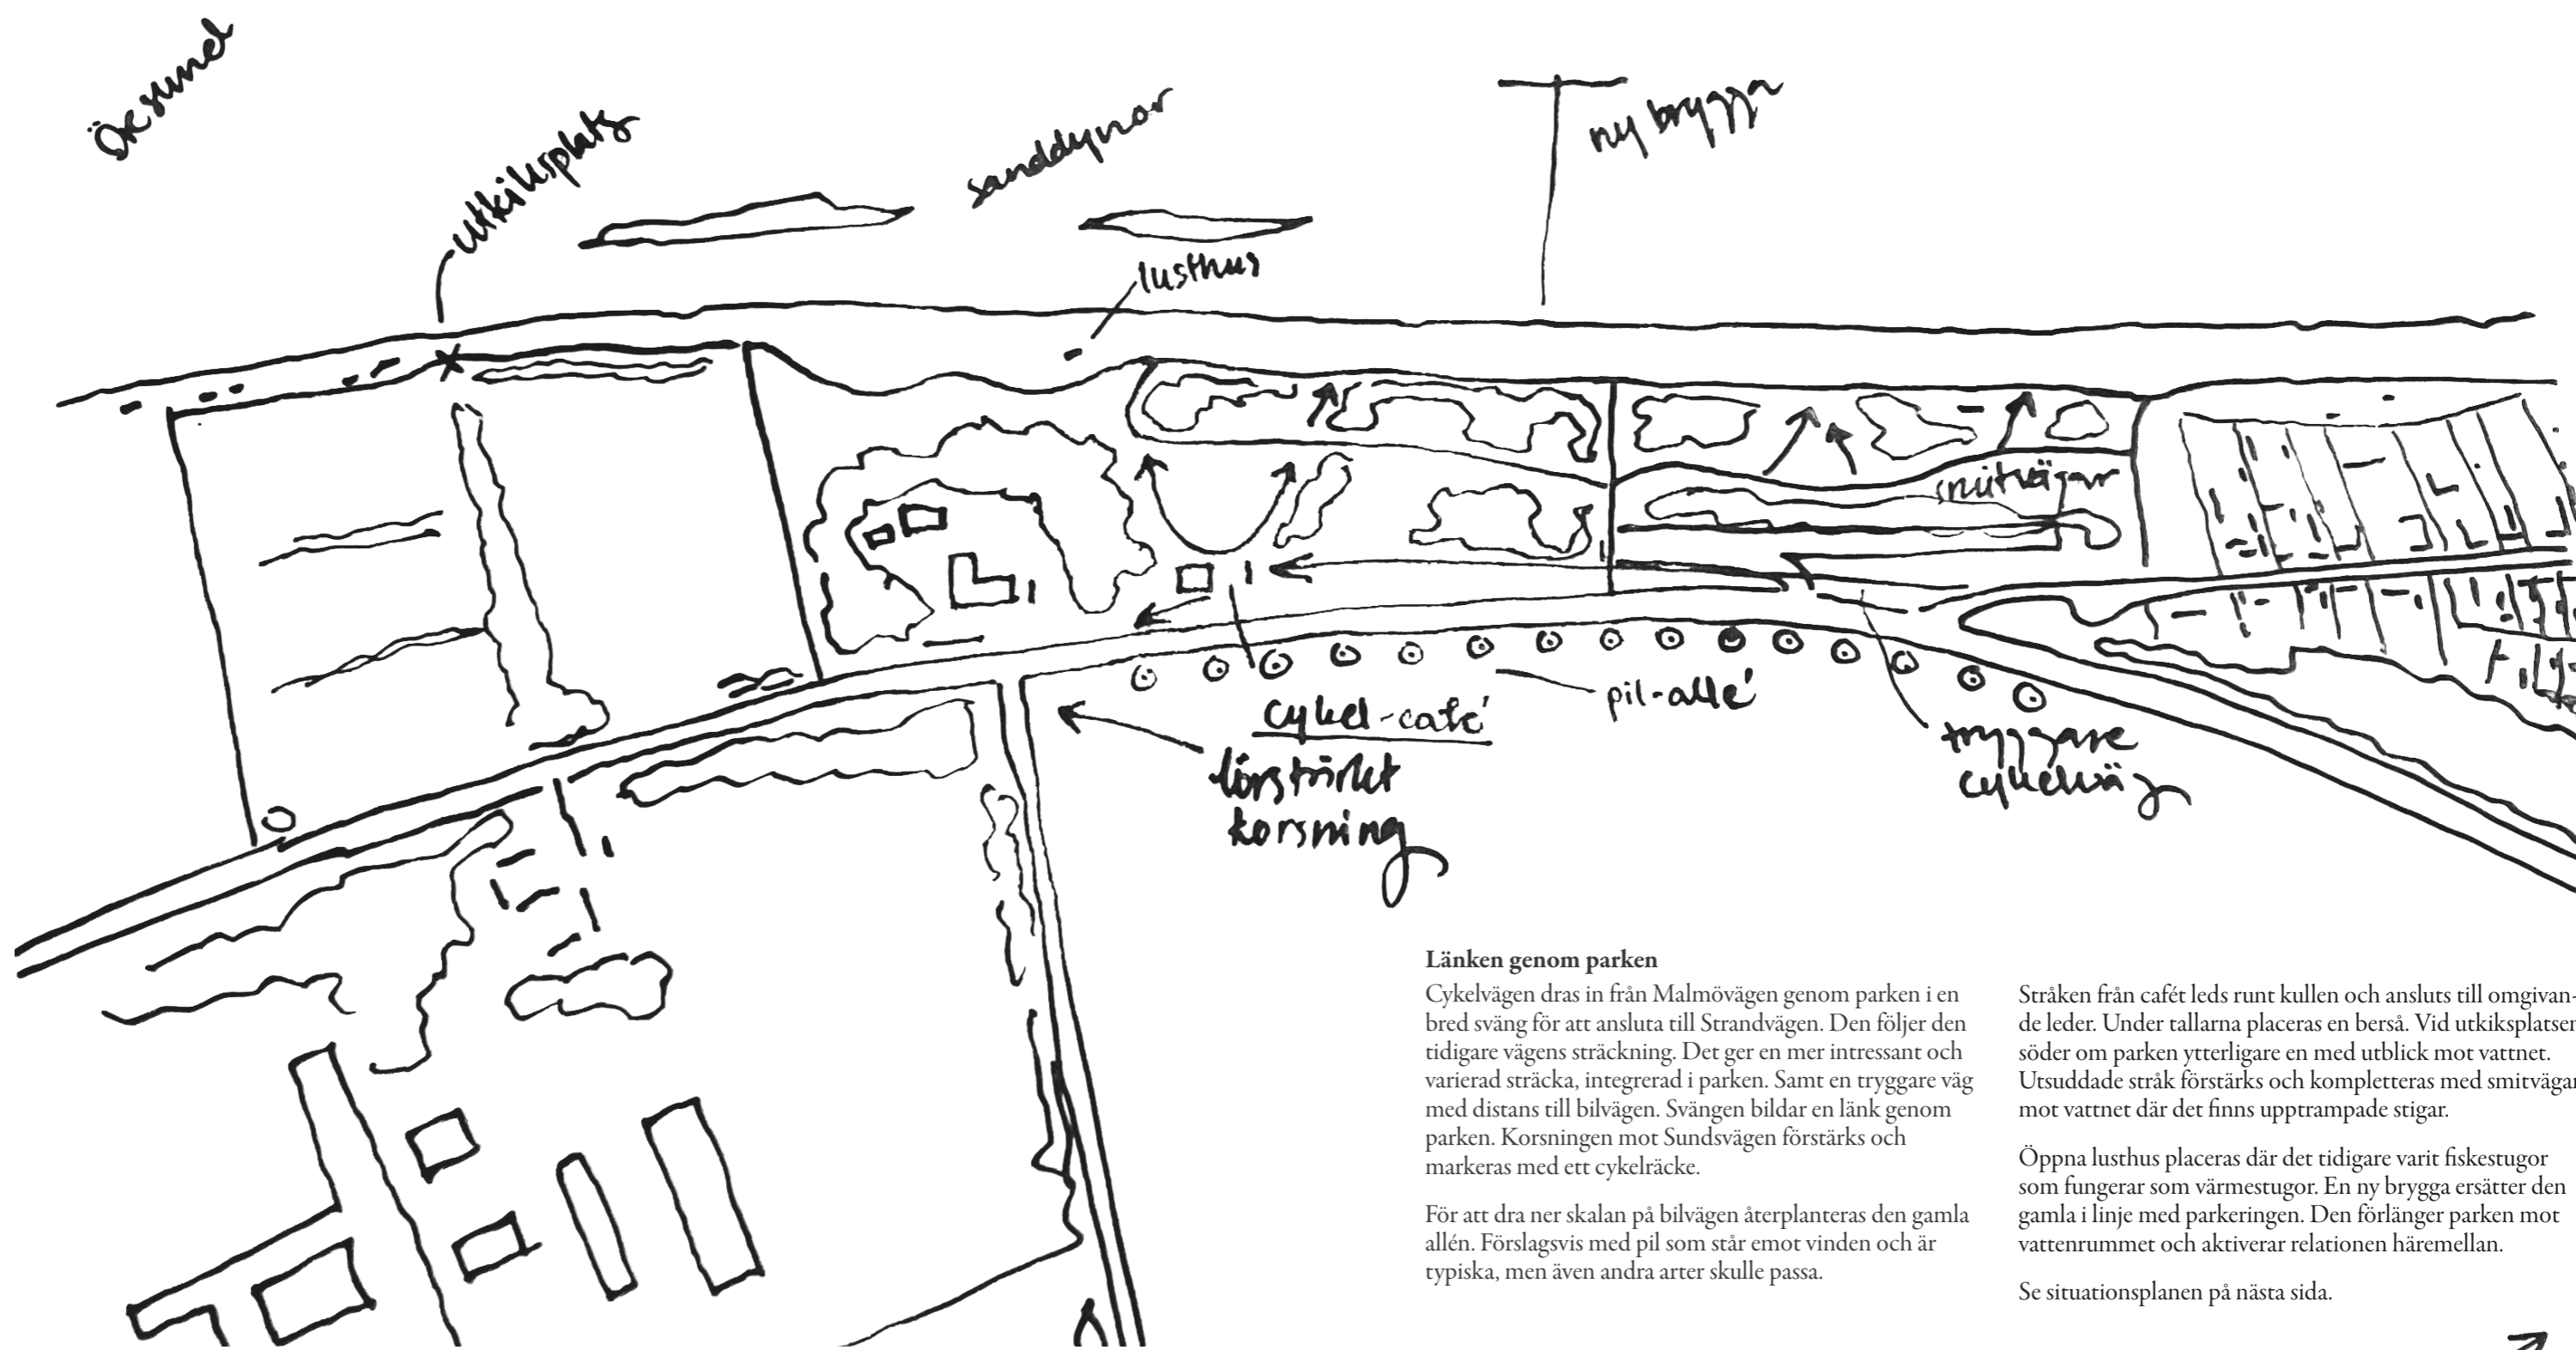 Öresund
utkiksplats
sanddynor
ny brygga
lusthus
smitvägar
cykel-café
pil-allé
förstärkt
korsning
tryggare
cykelväg
Länken genom parken
Cykelvägen dras in från Malmövägen genom parken i en
bred sväng för att ansluta till Strandvägen. Den följer den
tidigare vägens sträckning. Det ger en mer intressant och
varierad sträcka, integrerad i parken. Samt en tryggare väg
med distans till bilvägen. Svängen bildar en länk genom
parken. Korsningen mot Sundsvägen förstärks och
markeras med ett cykelräcke.
För att dra ner skalan på bilvägen återplanteras den gamla
allén. Förslagsvis med pil som står emot vinden och är
typiska, men även andra arter skulle passa.
Stråken från cafét leds runt kullen och ansluts till omgivan-
de leder. Under tallarna placeras en berså. Vid utkiksplatsen
söder om parken ytterligare en med utblick mot vattnet.
Utsuddade stråk förstärks och kompletteras med smitvägar
mot vattnet där det finns upptrampade stigar.
Öppna lusthus placeras där det tidigare varit fiskestugor
som fungerar som värmestugor. En ny brygga ersätter den
gamla i linje med parkeringen. Den förlänger parken mot
vattenrummet och aktiverar relationen häremellan.
Se situationsplanen på nästa sida.